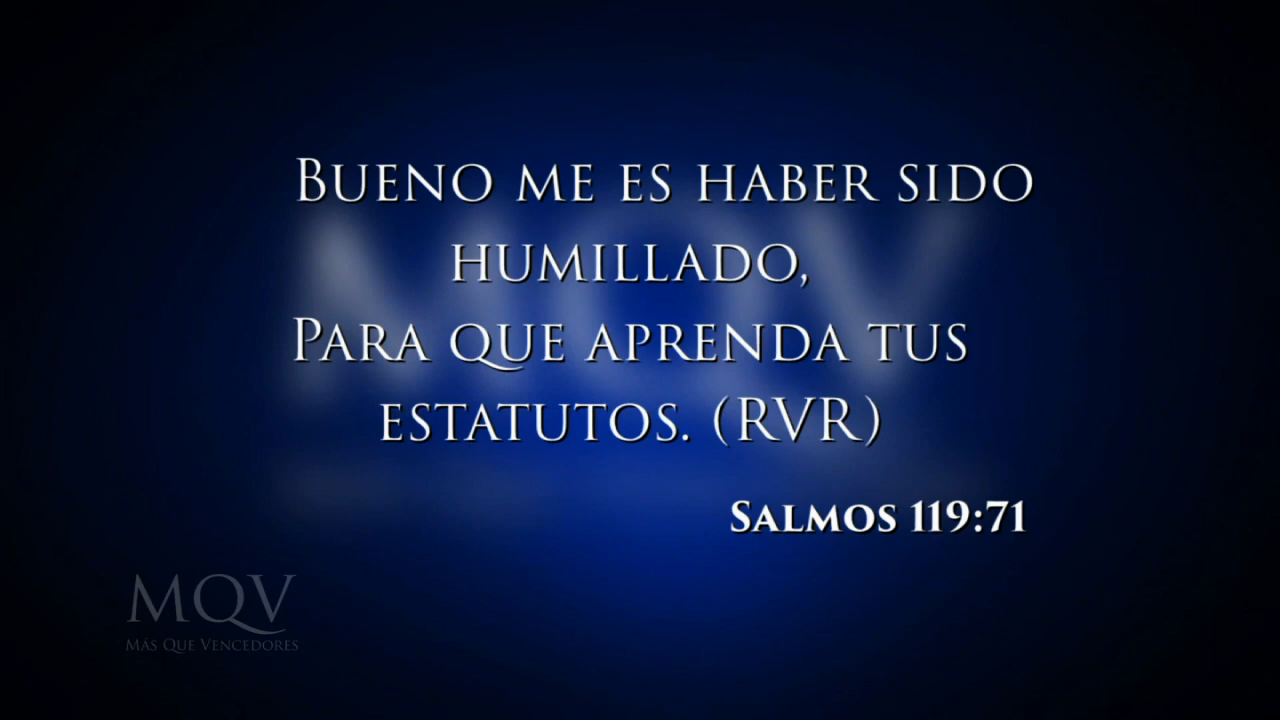 Bueno me es haber sido
humillado,
Para que aprenda tus
estatutos. (RVR)
Salmos 119:71
MQV
Más Que Vencedores